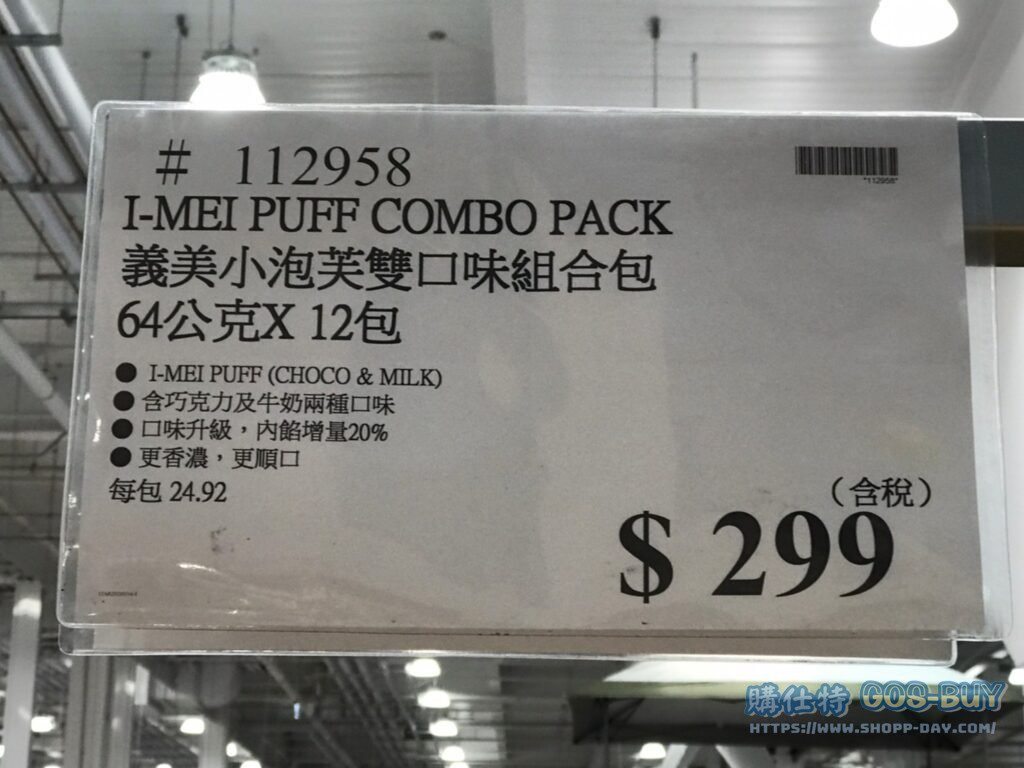 # 112958
"112958"
I-MEI PUFF COMBO PACK
義美小泡芙雙口味組合包
64公克X 12包
● I-MEI PUFF (CHOCO & MILK)
● 含巧克力及牛奶兩種口味
● 口味升級，內餡增量20%
● 更香濃，更順口
每包 24.92
（含稅）
$ 299
購仕特 GOS-BUY
HTTPS://WWW.SHOPP-DAY.COM/